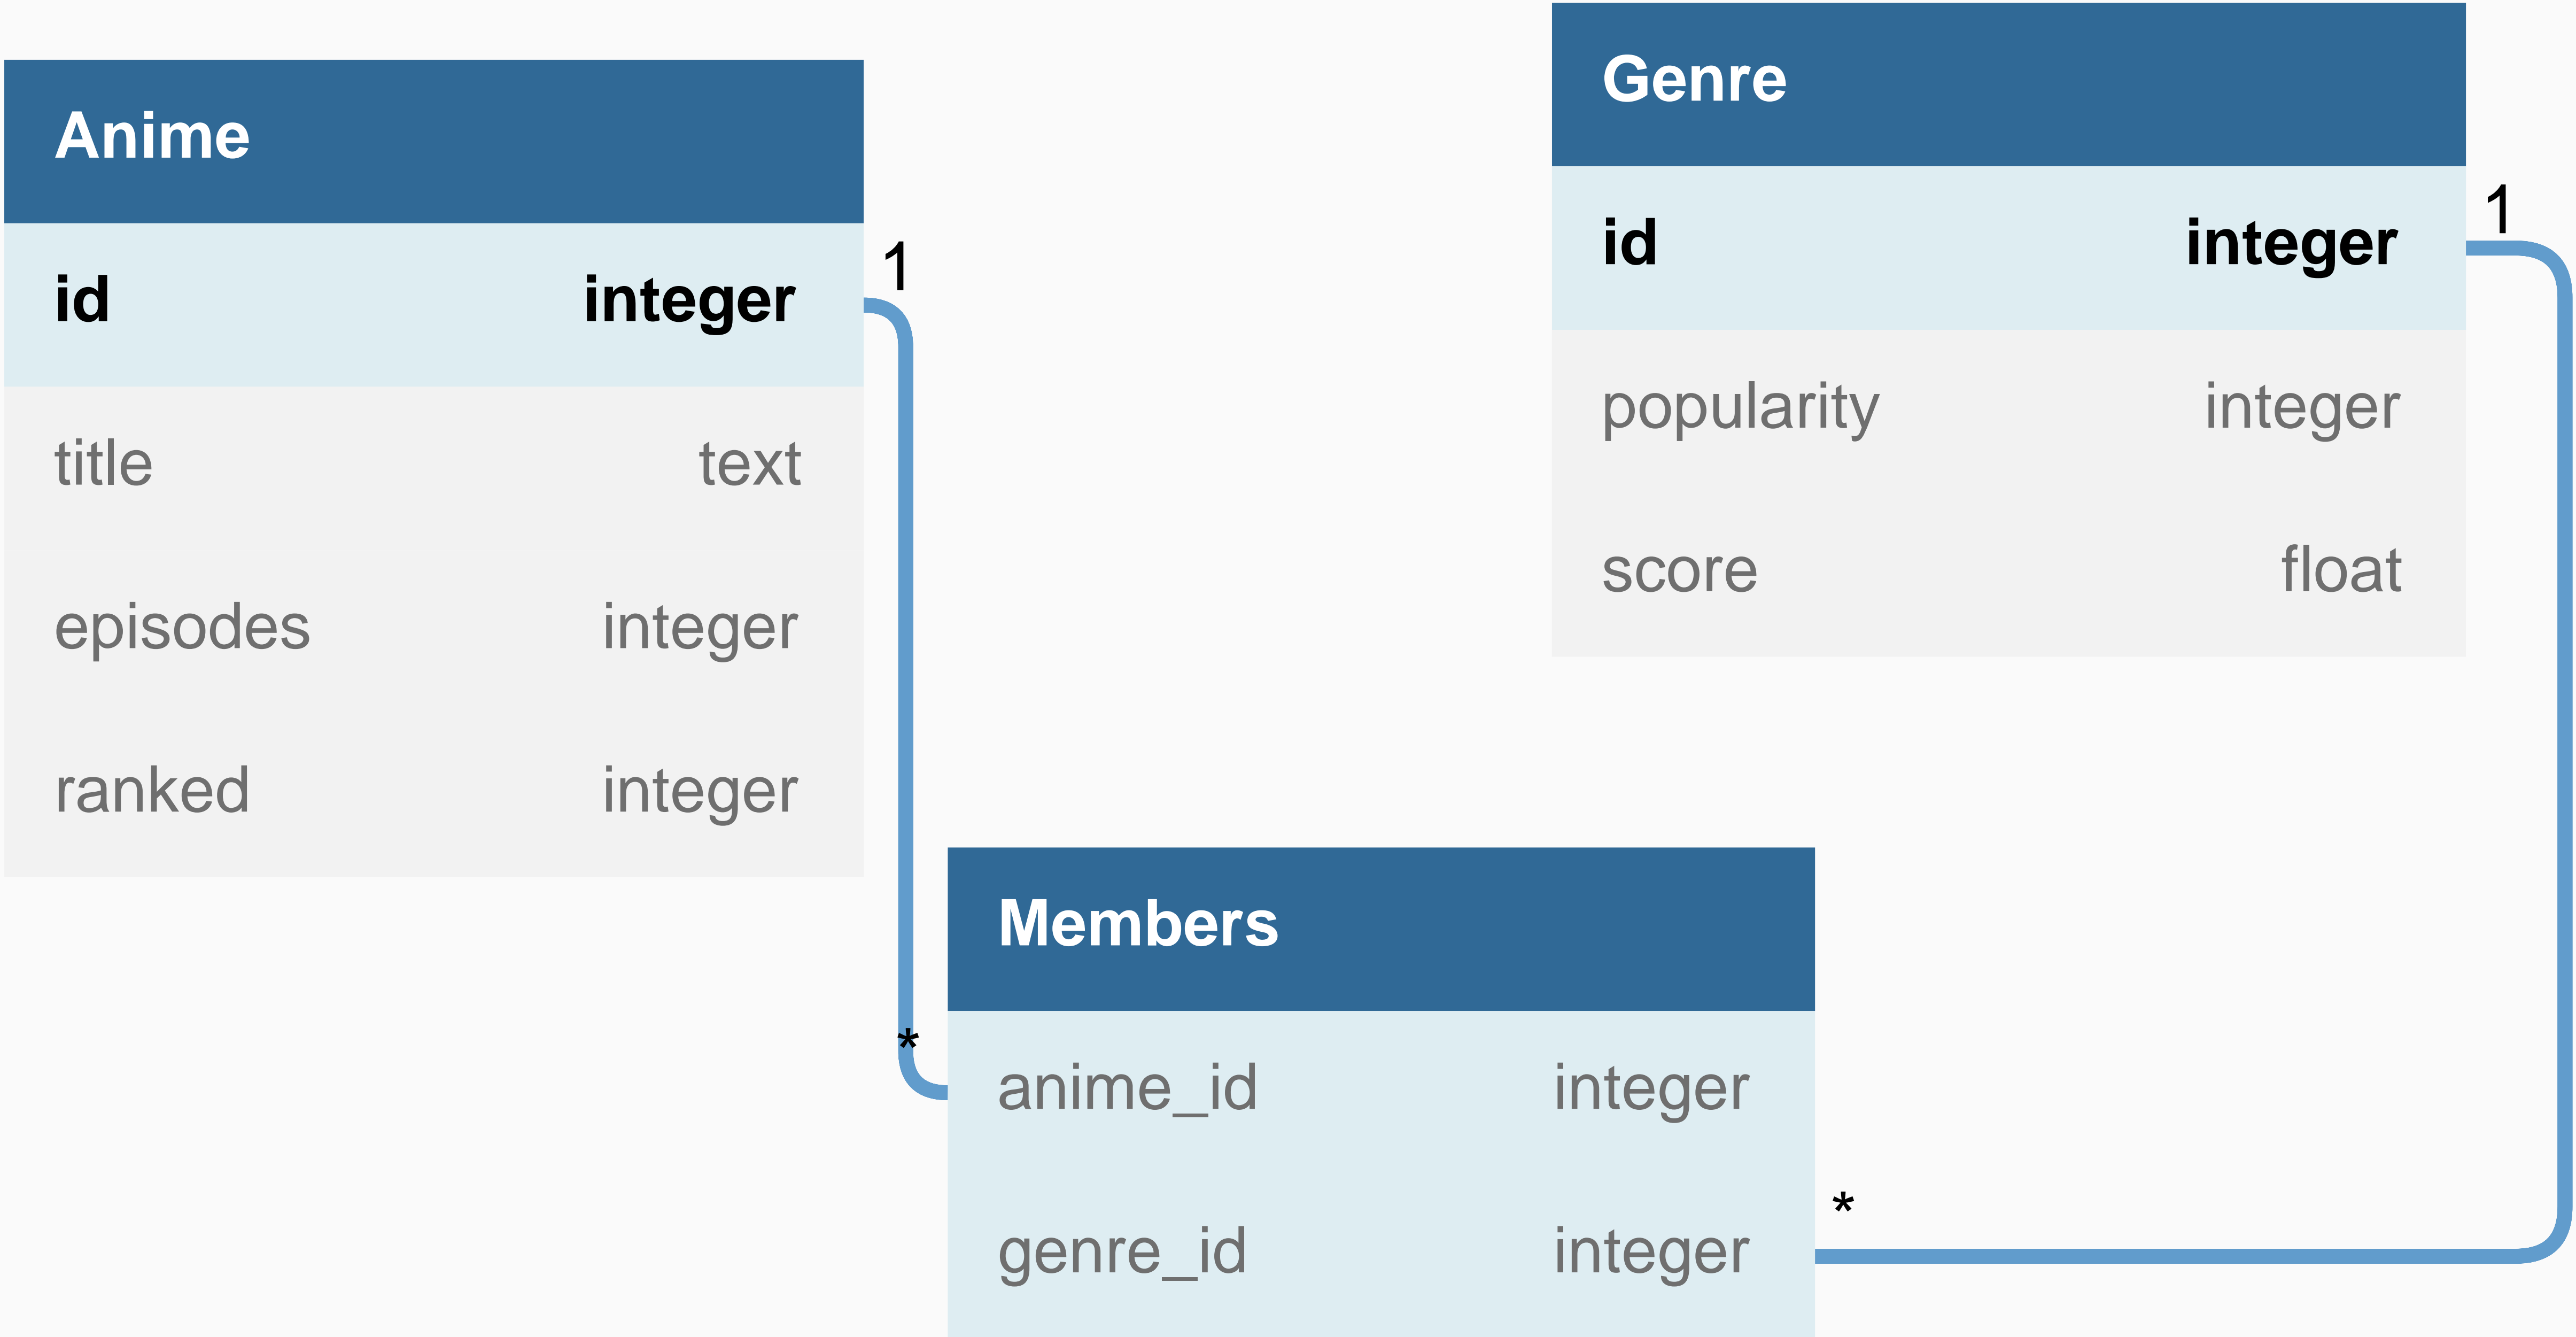 Anime
id integer
title text
episodes integer
ranked integer
1
Genre
id integer
popularity integer
score float
1
Members
anime_id integer
genre_id integer
*
*